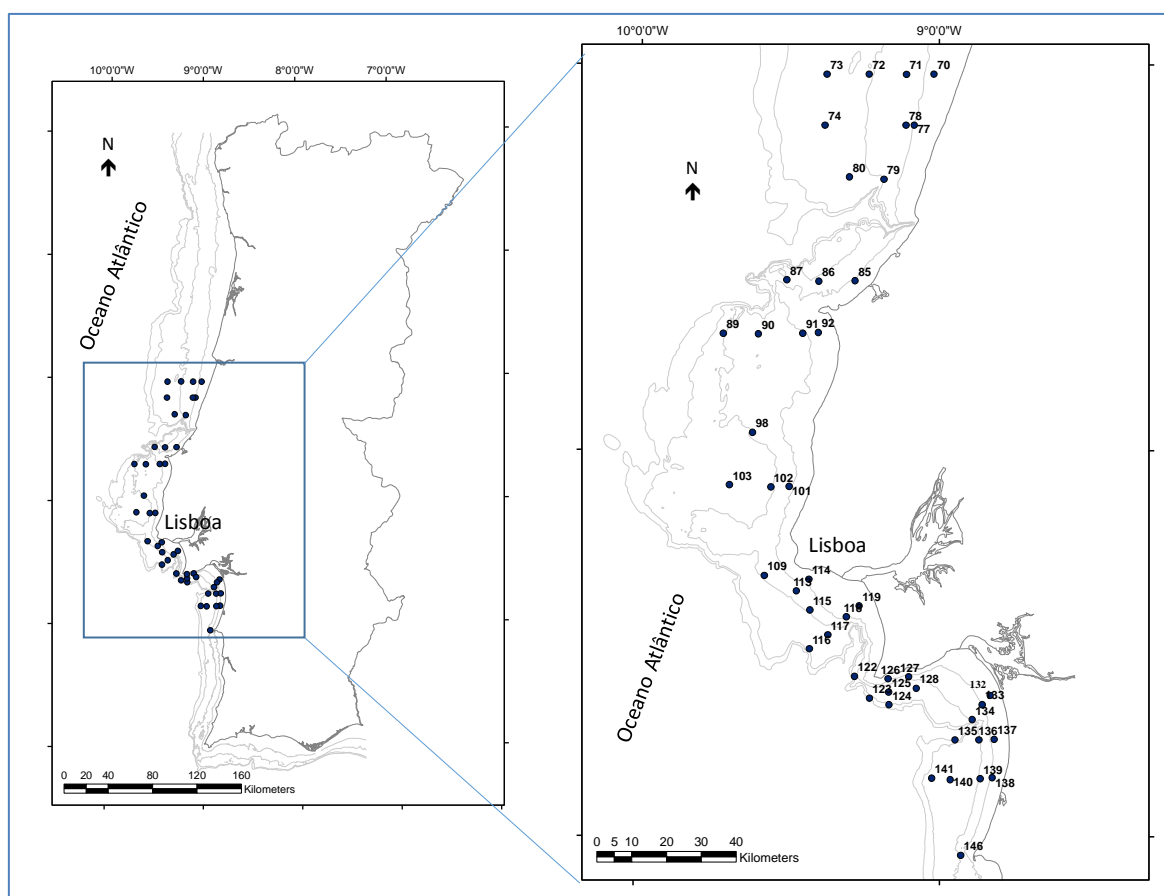 10°0'0"W 9°0'0"W 8°0'0"W 7°0'0"W
N
Oceano Atlântico
Lisboa
0 20 40 80 120 160
Kilometers
10°0'0"W 9°0'0"W
73 72 71 70
74 78
77
80 79
N
87 86 85
89 90 91 92
98
103 102
101
Lisboa
109 114
113
115 119
118
117
116
Oceano Atlântico
122 126 127
125 128
123 124
132
133
134
135 136 137
141 140 139
138
146
0 5 10 20 30 40
Kilometers